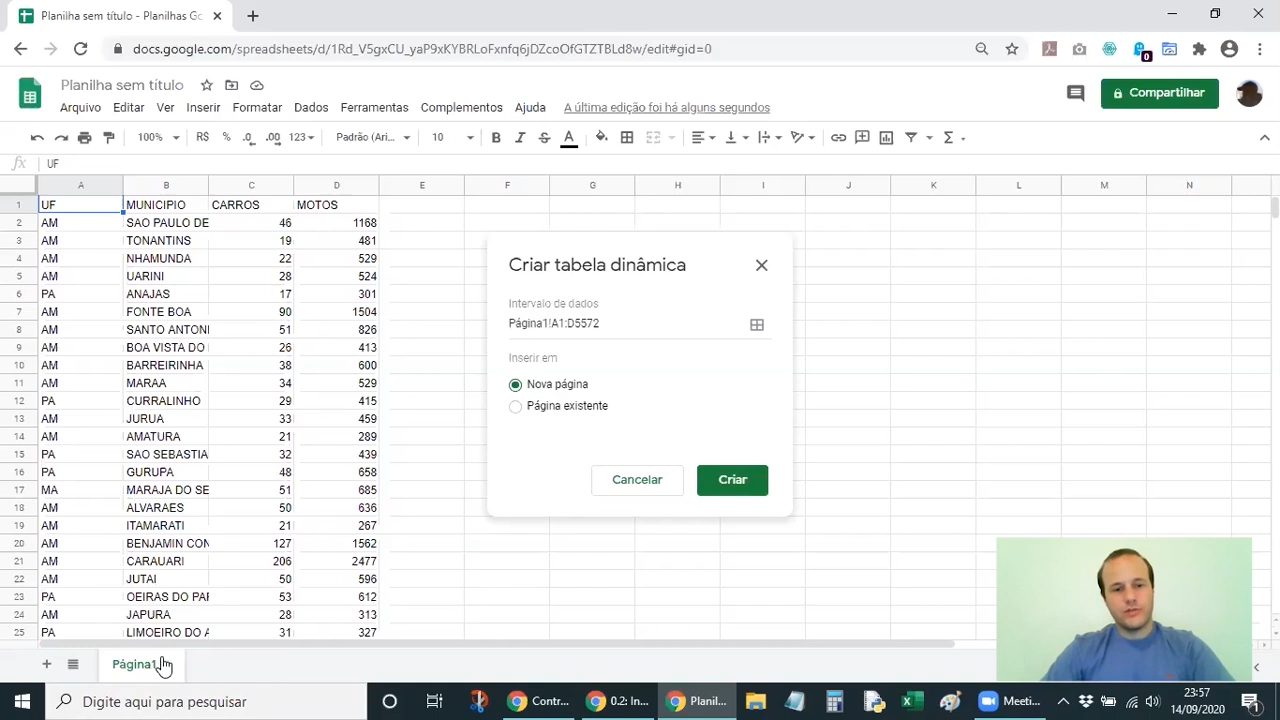 Planilha sem título - Planilhas Go
docs.google.com/spreadsheets/d/1Rd_V5gxCU_yaP9xKYBRLoFxnfq6jDZcoOfGTZTBLd8w/edit#gid=0
0
Planilha sem título
Arquivo Editar Ver Inserir Formatar Dados Ferramentas Complementos Ajuda A última edição foi há alguns segundos
Compartilhar
100% R$ % .0 .00 123 Padrão (Ari... 10 B I S A Σ
fx UF
A B C D E F G H I J K L M N
1 UF MUNICIPIO CARROS MOTOS
2 AM SAO PAULO DE 46 1168
3 AM TONANTINS 19 481
4 AM NHAMUNDA 22 529
5 AM UARINI 28 524
6 PA ANAJAS 17 301
7 AM FONTE BOA 90 1504
8 AM SANTO ANTONI 51 826
9 AM BOA VISTA DO 26 413
10 AM BARREIRINHA 38 600
11 AM MARAA 34 529
12 PA CURRALINHO 29 415
13 AM JURUA 33 459
14 AM AMATURA 21 289
15 PA SAO SEBASTIA 32 439
16 PA GURUPA 48 658
17 MA MARAJA DO SE 51 685
18 AM ALVARAES 50 636
19 AM ITAMARATI 21 267
20 AM BENJAMIN CON 127 1562
21 AM CARAUARI 206 2477
22 AM JUTAI 50 596
23 PA OEIRAS DO PAR 53 612
24 AM JAPURA 28 313
25 PA LIMOEIRO DO A 31 327
Criar tabela dinâmica
Intervalo de dados
Página1!A1:D5572
Inserir em
Nova página
Página existente
Cancelar Criar
Página1
Digite aqui para pesquisar
Contr...
0.2: In...
Planil...
Meeti...
23:57
14/09/2020
1